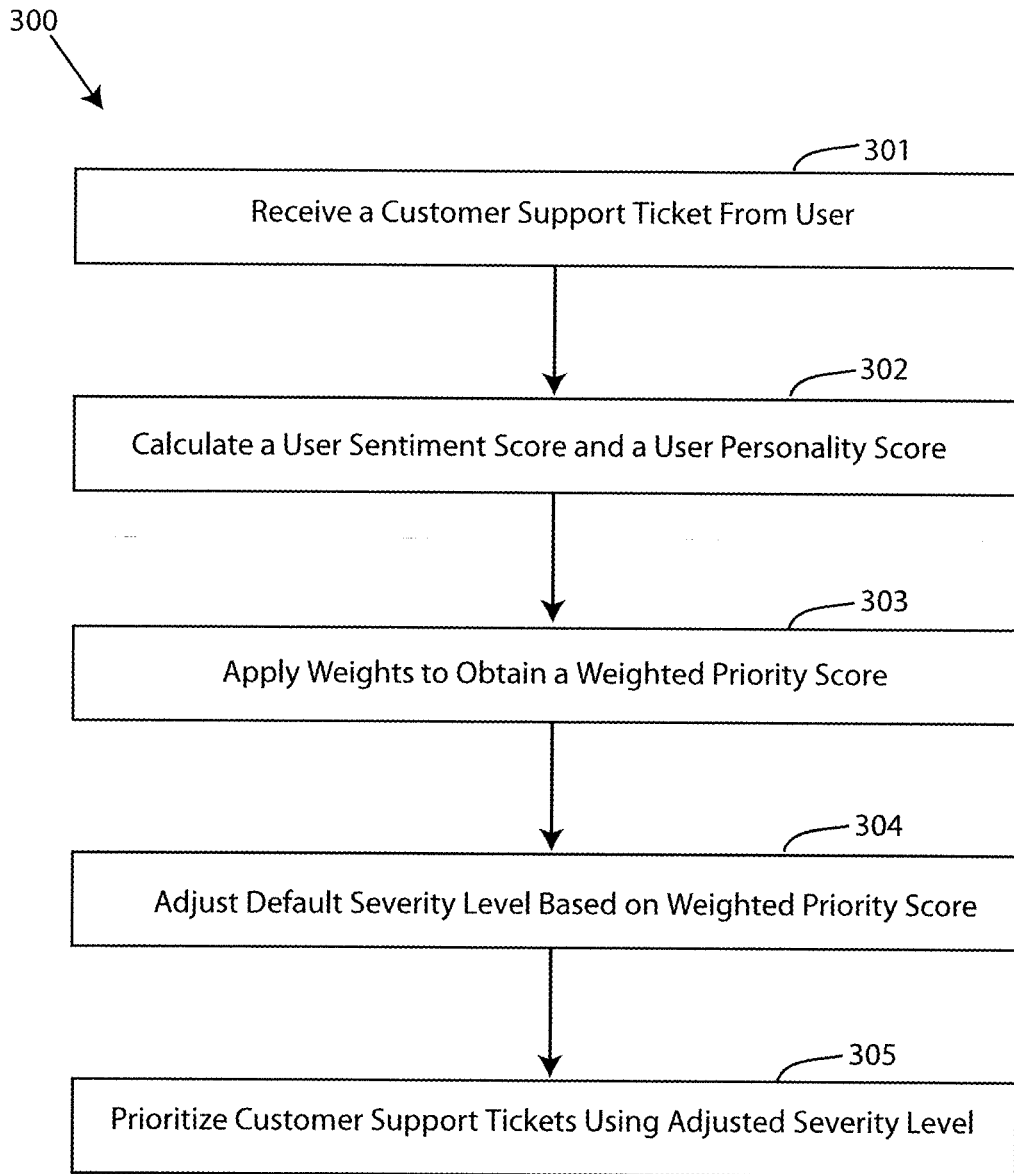 300
301
Receive a Customer Support Ticket From User
302
Calculate a User Sentiment Score and a User Personality Score
303
Apply Weights to Obtain a Weighted Priority Score
304
Adjust Default Severity Level Based on Weighted Priority Score
305
Prioritize Customer Support Tickets Using Adjusted Severity Level